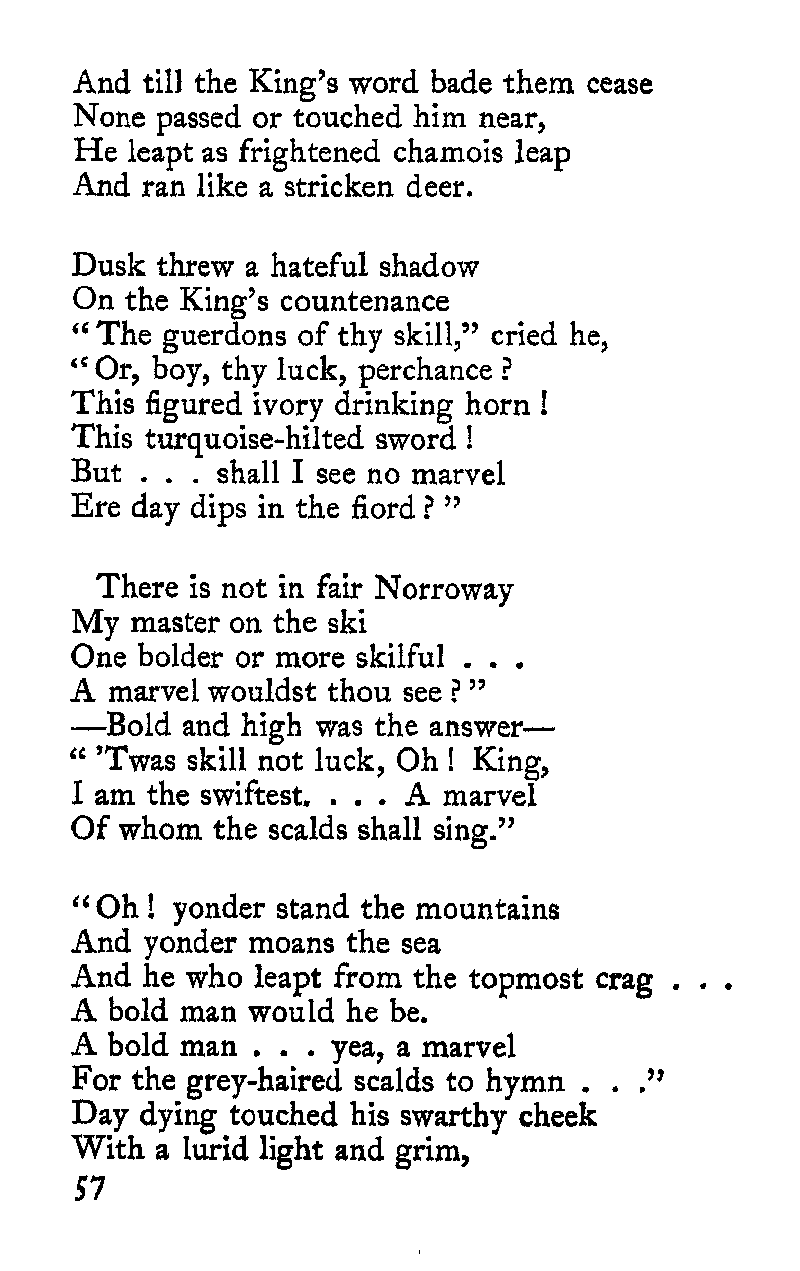 And till the King's word bade them cease
None passed or touched him near,
He leapt as frightened chamois leap
And ran like a stricken deer.

Dusk threw a hateful shadow
On the King's countenance
“ The guerdons of thy skill,” cried he,
“ Or, boy, thy luck, perchance ?
This figured ivory drinking horn !
This turquoise-hilted sword !
But . . . shall I see no marvel
Ere day dips in the fiord ? ”

There is not in fair Norroway
My master on the ski
One bolder or more skilful . . .
A marvel wouldst thou see ? ”
—Bold and high was the answer—
“ 'Twas skill not luck, Oh ! King,
I am the swiftest. . . . A marvel
Of whom the scalds shall sing.”

“ Oh ! yonder stand the mountains
And yonder moans the sea
And he who leapt from the topmost crag . . .
A bold man would he be.
A bold man . . . yea, a marvel
For the grey-haired scalds to hymn . . .”
Day dying touched his swarthy cheek
With a lurid light and grim,
57